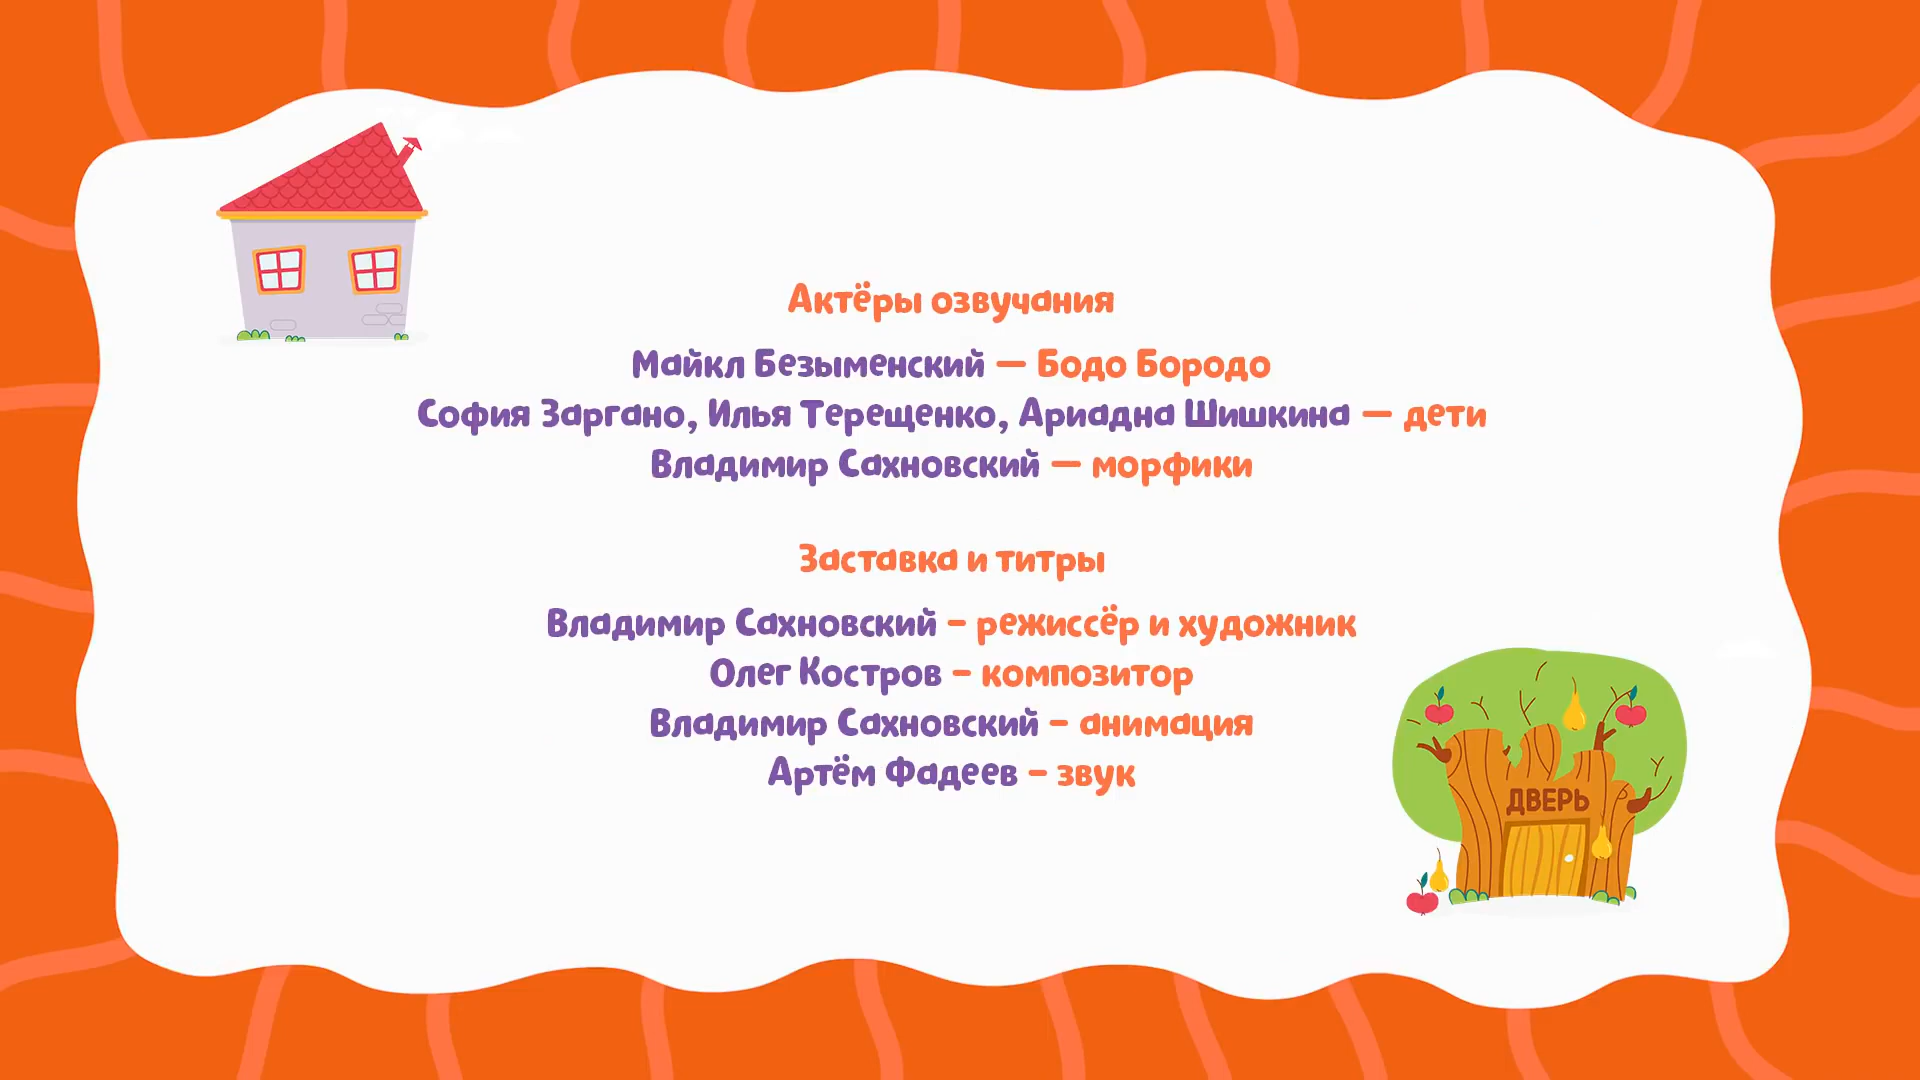 Актёры озвучания
Майкл Безыменский — Бодо Бородо
София Заргано, Илья Терещенко, Ариадна Шишкина — дети
Владимир Сахновский — морфики
Заставка и титры
Владимир Сахновский – режиссёр и художник
Олег Костров – композитор
Владимир Сахновский – анимация
Артём Фадеев – звук
ДВЕРЬ